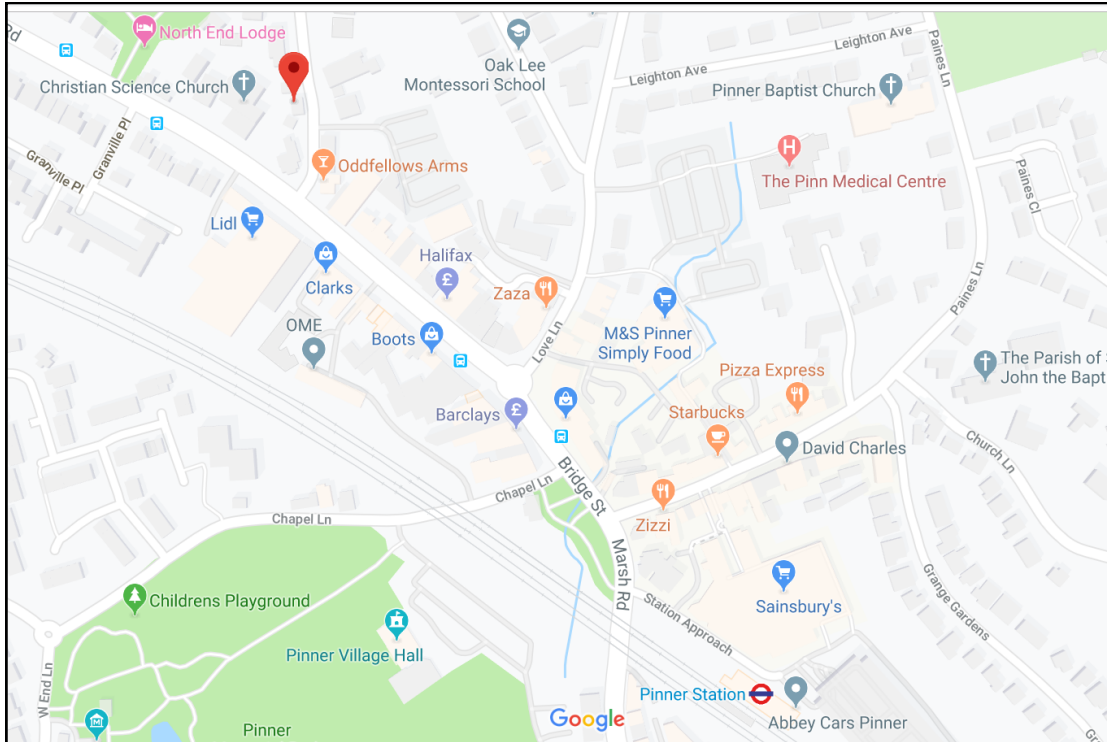 North End Lodge
Rd
Christian Science Church
Oak Lee
Montessori School
Leighton Ave
Leighton Ave
Paines Ln
Pinner Baptist Church
H
The Pinn Medical Centre
Granville Pl
Granville Pl
Oddfellows Arms
Paines Cl
Lidl
Clarks
Halifax
£
Zaza
Love Ln
M&S Pinner
Simply Food
Paines Ln
OME
Boots
Pizza Express
The Parish of
John the Bapt
Barclays
£
Starbucks
David Charles
Church Ln
Bridge St
Chapel Ln
Chapel Ln
Zizzi
Marsh Rd
Sainsbury's
Grange Gardens
Childrens Playground
Station Approach
Pinner Village Hall
W End Ln
Pinner Station
Abbey Cars Pinner
Google
Pinner